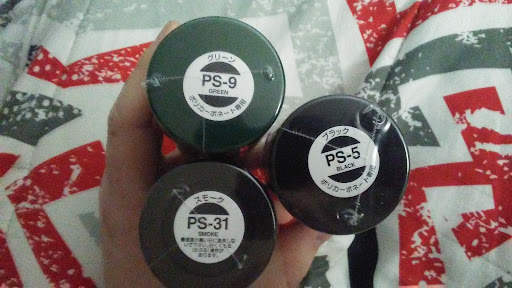 グリーン
PS-9
GREEN
ポリカーボネート専用
ブラック
PS-5
BLACK
ポリカーボネート専用
スモーク
PS-31
SMOKE